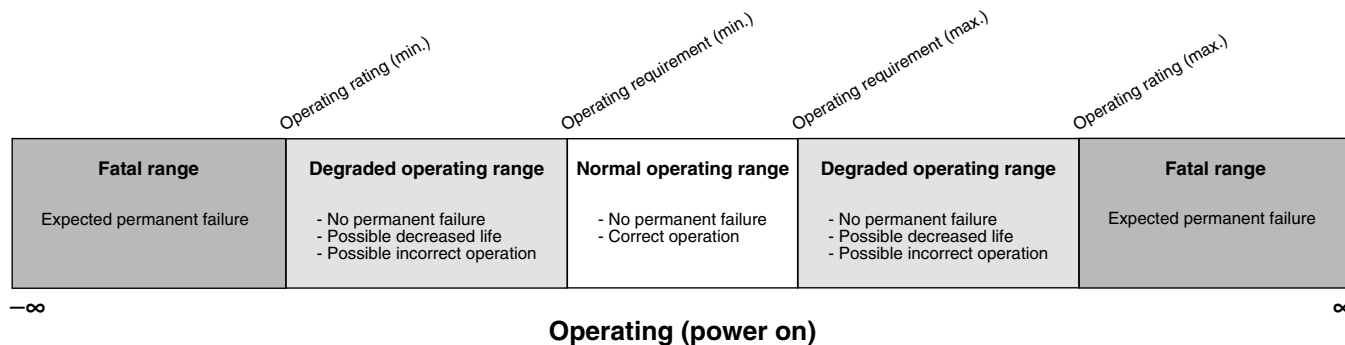 Operating rating (min.)
Operating requirement (min.)
Operating requirement (max.)
Operating rating (max.)
Fatal range
Expected permanent failure
Degraded operating range
- No permanent failure
- Possible decreased life
- Possible incorrect operation
Normal operating range
- No permanent failure
- Correct operation
Degraded operating range
- No permanent failure
- Possible decreased life
- Possible incorrect operation
Fatal range
Expected permanent failure
–∞
∞
Operating (power on)